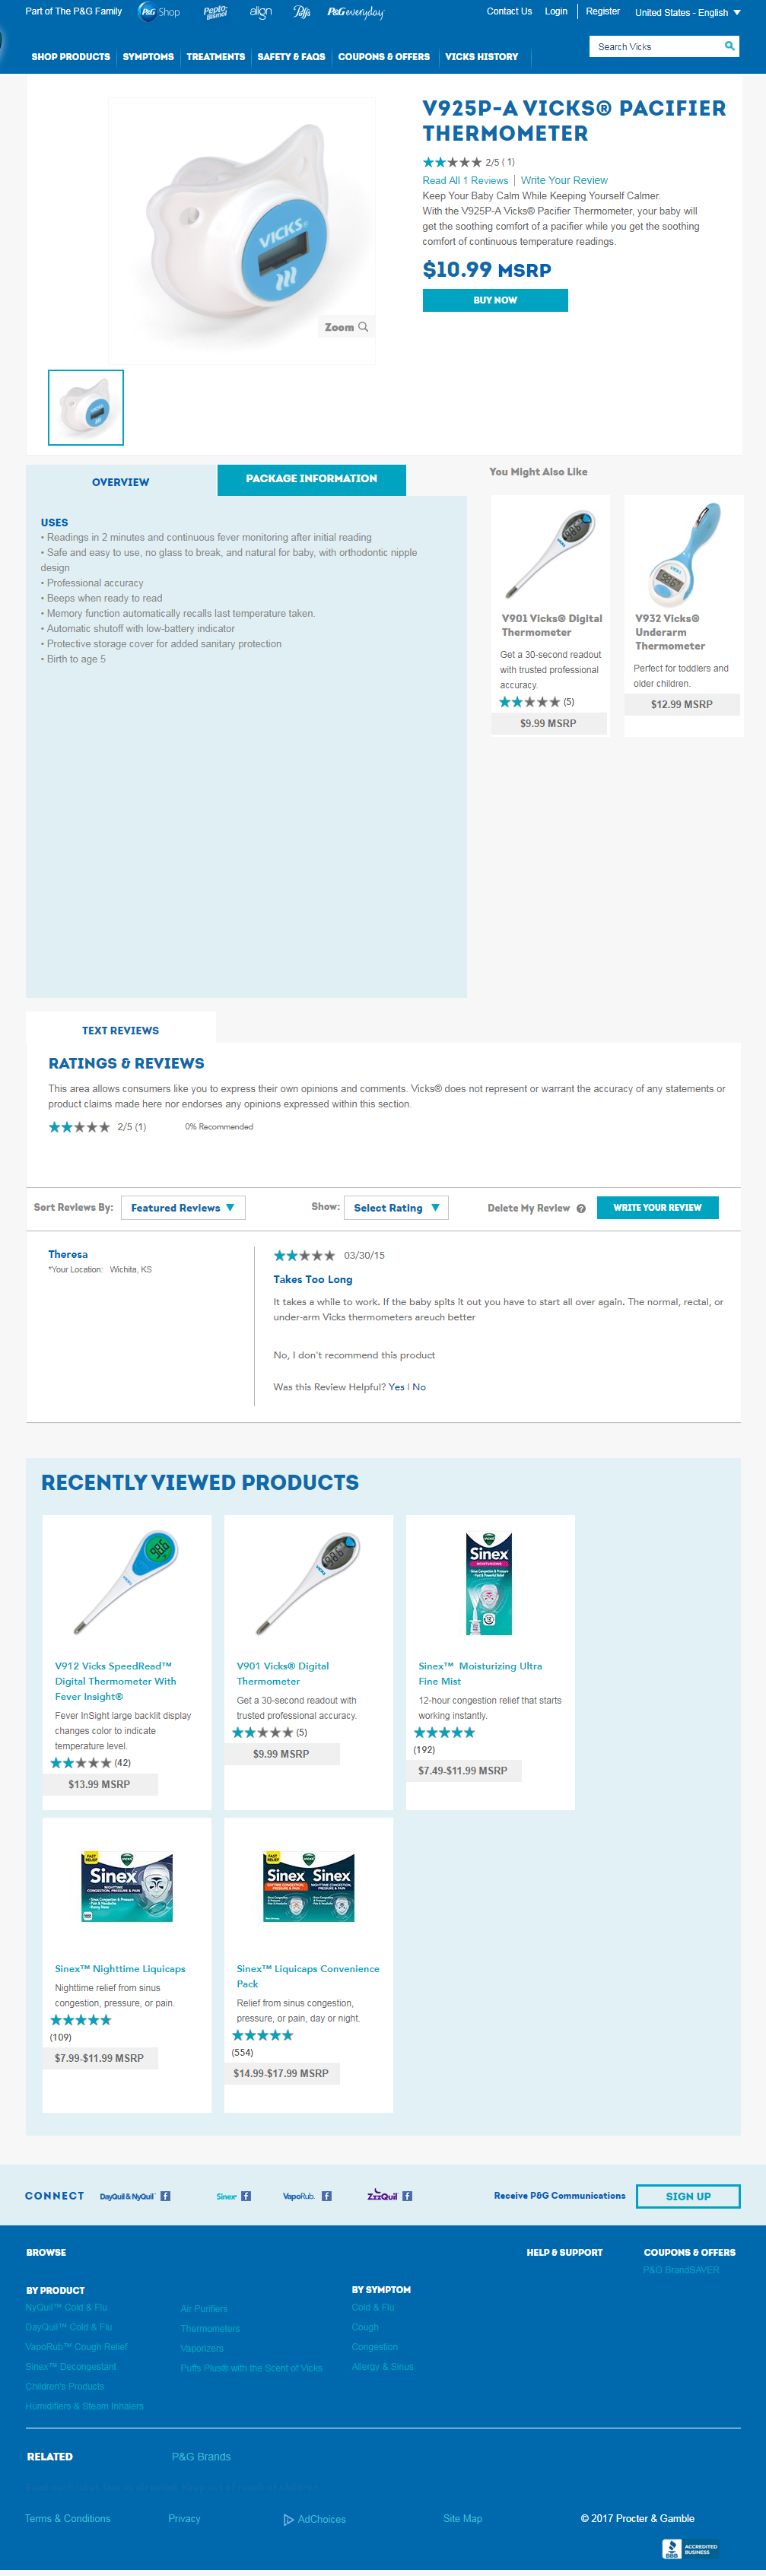 Part of The P&G Family
P&G Shop
Pepto Bismol
align
Puffs
P&G everyday
Contact Us
Login
Register
United States - English
SHOP PRODUCTS
SYMPTOMS
TREATMENTS
SAFETY & FAQS
COUPONS & OFFERS
VICKS HISTORY
Search Vicks
VICKS®
Zoom
V925P-A VICKS® PACIFIER
THERMOMETER
2/5 ( 1)
Read All 1 Reviews | Write Your Review
Keep Your Baby Calm While Keeping Yourself Calmer.
With the V925P-A Vicks® Pacifier Thermometer, your baby will
get the soothing comfort of a pacifier while you get the soothing
comfort of continuous temperature readings.
$10.99 MSRP
BUY NOW
OVERVIEW
PACKAGE INFORMATION
USES
• Readings in 2 minutes and continuous fever monitoring after initial reading
• Safe and easy to use, no glass to break, and natural for baby, with orthodontic nipple
design
• Professional accuracy
• Beeps when ready to read
• Memory function automatically recalls last temperature taken.
• Automatic shutoff with low-battery indicator
• Protective storage cover for added sanitary protection
• Birth to age 5
You Might Also Like
V901 Vicks® Digital
Thermometer
Get a 30-second readout
with trusted professional
accuracy.
(5)
$9.99 MSRP
V932 Vicks®
Underarm
Thermometer
Perfect for toddlers and
older children.
$12.99 MSRP
TEXT REVIEWS
RATINGS & REVIEWS
This area allows consumers like you to express their own opinions and comments. Vicks® does not represent or warrant the accuracy of any statements or
product claims made here nor endorses any opinions expressed within this section.
2/5 (1)
0% Recommended
Sort Reviews By:
Featured Reviews
Show:
Select Rating
Delete My Review
WRITE YOUR REVIEW
Theresa
*Your Location: Wichita, KS
03/30/15
Takes Too Long
It takes a while to work. If the baby spits it out you have to start all over again. The normal, rectal, or
under-arm Vicks thermometers areuch better
No, I don't recommend this product
Was this Review Helpful? Yes | No
RECENTLY VIEWED PRODUCTS
V912 Vicks SpeedRead™
Digital Thermometer With
Fever Insight®
Fever InSight large backlit display
changes color to indicate
temperature level.
(42)
$13.99 MSRP
V901 Vicks® Digital
Thermometer
Get a 30-second readout with
trusted professional accuracy.
(5)
$9.99 MSRP
Sinex
Sinex™ Moisturizing Ultra
Fine Mist
12-hour congestion relief that starts
working instantly.
(192)
$7.49-$11.99 MSRP
Sinex
Sinex™ Nighttime Liquicaps
Nighttime relief from sinus
congestion, pressure, or pain.
(109)
$7.99-$11.99 MSRP
Sinex Sinex
Sinex™ Liquicaps Convenience
Pack
Relief from sinus congestion,
pressure, or pain, day or night.
(554)
$14.99-$17.99 MSRP
CONNECT
DayQuil & NyQuil
Sinex
VapoRub.
ZzzQuil
Receive P&G Communications
SIGN UP
BROWSE
HELP & SUPPORT
COUPONS & OFFERS
P&G BrandSAVER
BY PRODUCT
NyQuil™ Cold & Flu
DayQuil™ Cold & Flu
VapoRub™ Cough Relief
Sinex™ Decongestant
Children's Products
Humidifiers & Steam Inhalers
Air Purifiers
Thermometers
Vaporizers
Puffs Plus® with the Scent of Vicks
BY SYMPTOM
Cold & Flu
Cough
Congestion
Allergy & Sinus
RELATED
P&G Brands
Terms & Conditions
Privacy
AdChoices
Site Map
© 2017 Procter & Gamble
BBB
ACCREDITED
BUSINESS